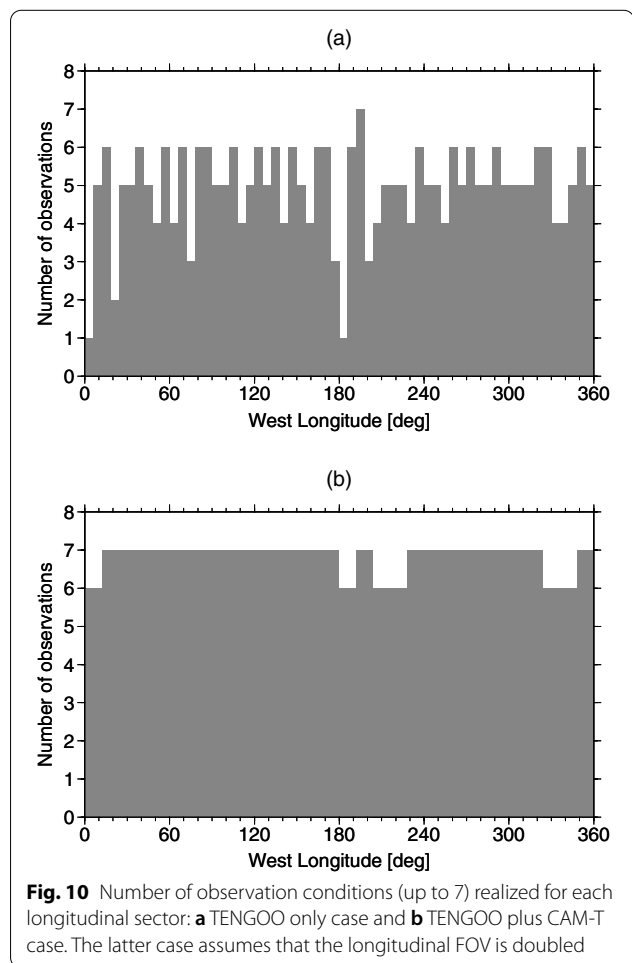 (a)
8
7
6
5
4
3
2
1
0
Number of observations
0 60 120 180 240 300 360
West Longitude [deg]
(b)
8
7
6
5
4
3
2
1
0
Number of observations
0 60 120 180 240 300 360
West Longitude [deg]
Fig. 10 Number of observation conditions (up to 7) realized for each
longitudinal sector: a TENGOO only case and b TENGOO plus CAM-T
case. The latter case assumes that the longitudinal FOV is doubled